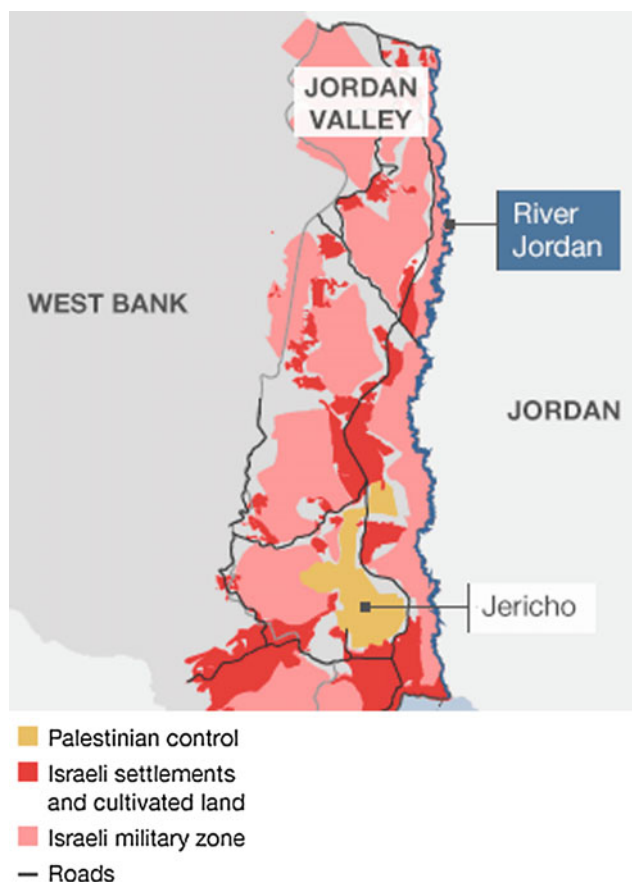 JORDAN
VALLEY
River
Jordan
WEST BANK
JORDAN
Jericho
Palestinian control
Israeli settlements
and cultivated land
Israeli military zone
Roads